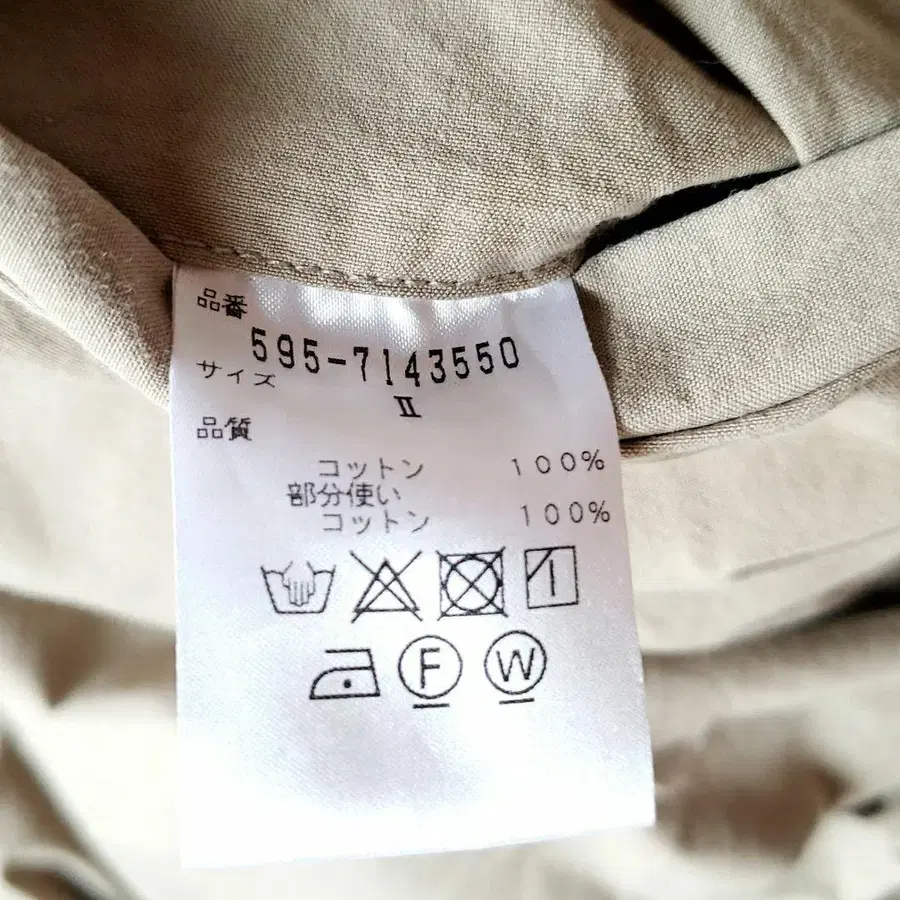 品番
595-7143550
サイズ
Ⅱ
品質
コットン 100%
部分使い
コットン 100%
F W